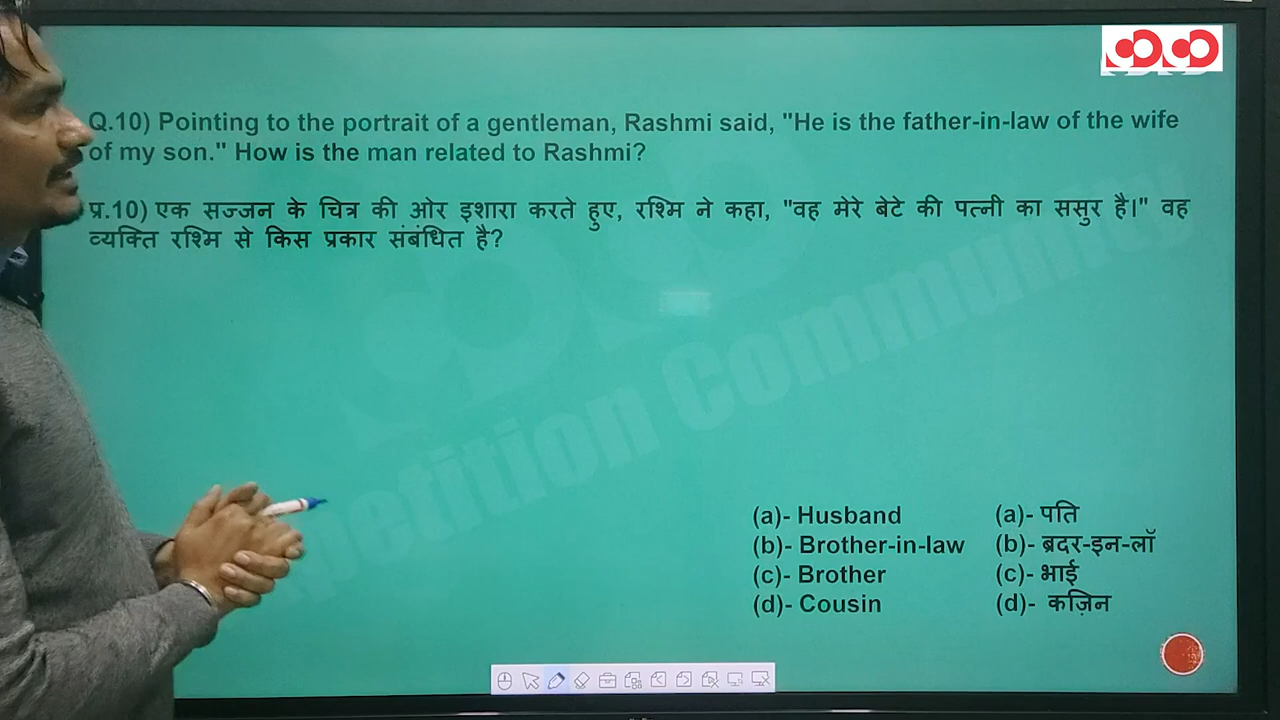 Q.10) Pointing to the portrait of a gentleman, Rashmi said, "He is the father-in-law of the wife
of my son." How is the man related to Rashmi?
प्र.10) एक सज्जन के चित्र की ओर इशारा करते हुए, रश्मि ने कहा, "वह मेरे बेटे की पत्नी का ससुर है।" वह
व्यक्ति रश्मि से किस प्रकार संबंधित है?
petition Community
(a)- Husband (a)- पति
(b)- Brother-in-law (b)- ब्रदर-इन-लॉ
(c)- Brother (c)- भाई
(d)- Cousin (d)- कज़िन